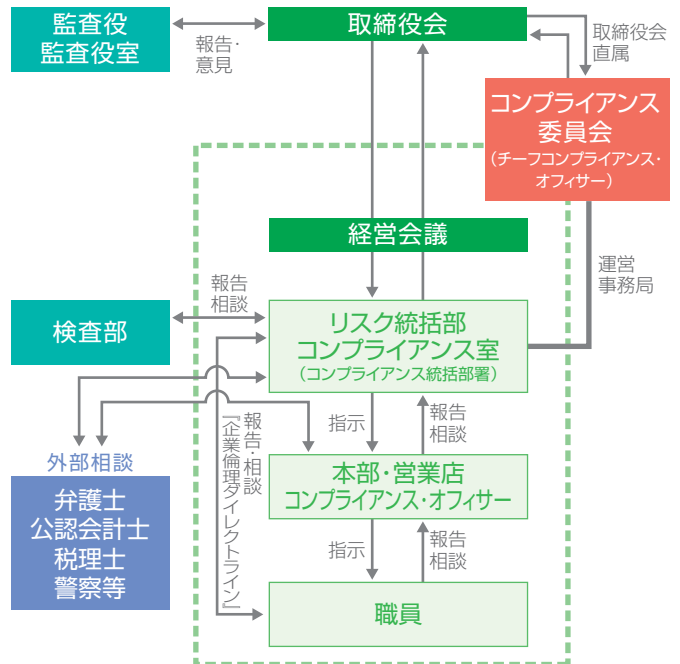 監査役
監査役室
報告・
意見
取締役会
取締役会
直属
コンプライアンス
委員会
（チーフコンプライアンス・
オフィサー）
経営会議
運営
事務局
報告
相談
検査部
リスク統括部
コンプライアンス室
（コンプライアンス統括部署）
指示
報告
相談
報告・相談
『企業倫理ダイレクトライン』
外部相談
弁護士
公認会計士
税理士
警察等
本部・営業店
コンプライアンス・オフィサー
指示
報告
相談
職員